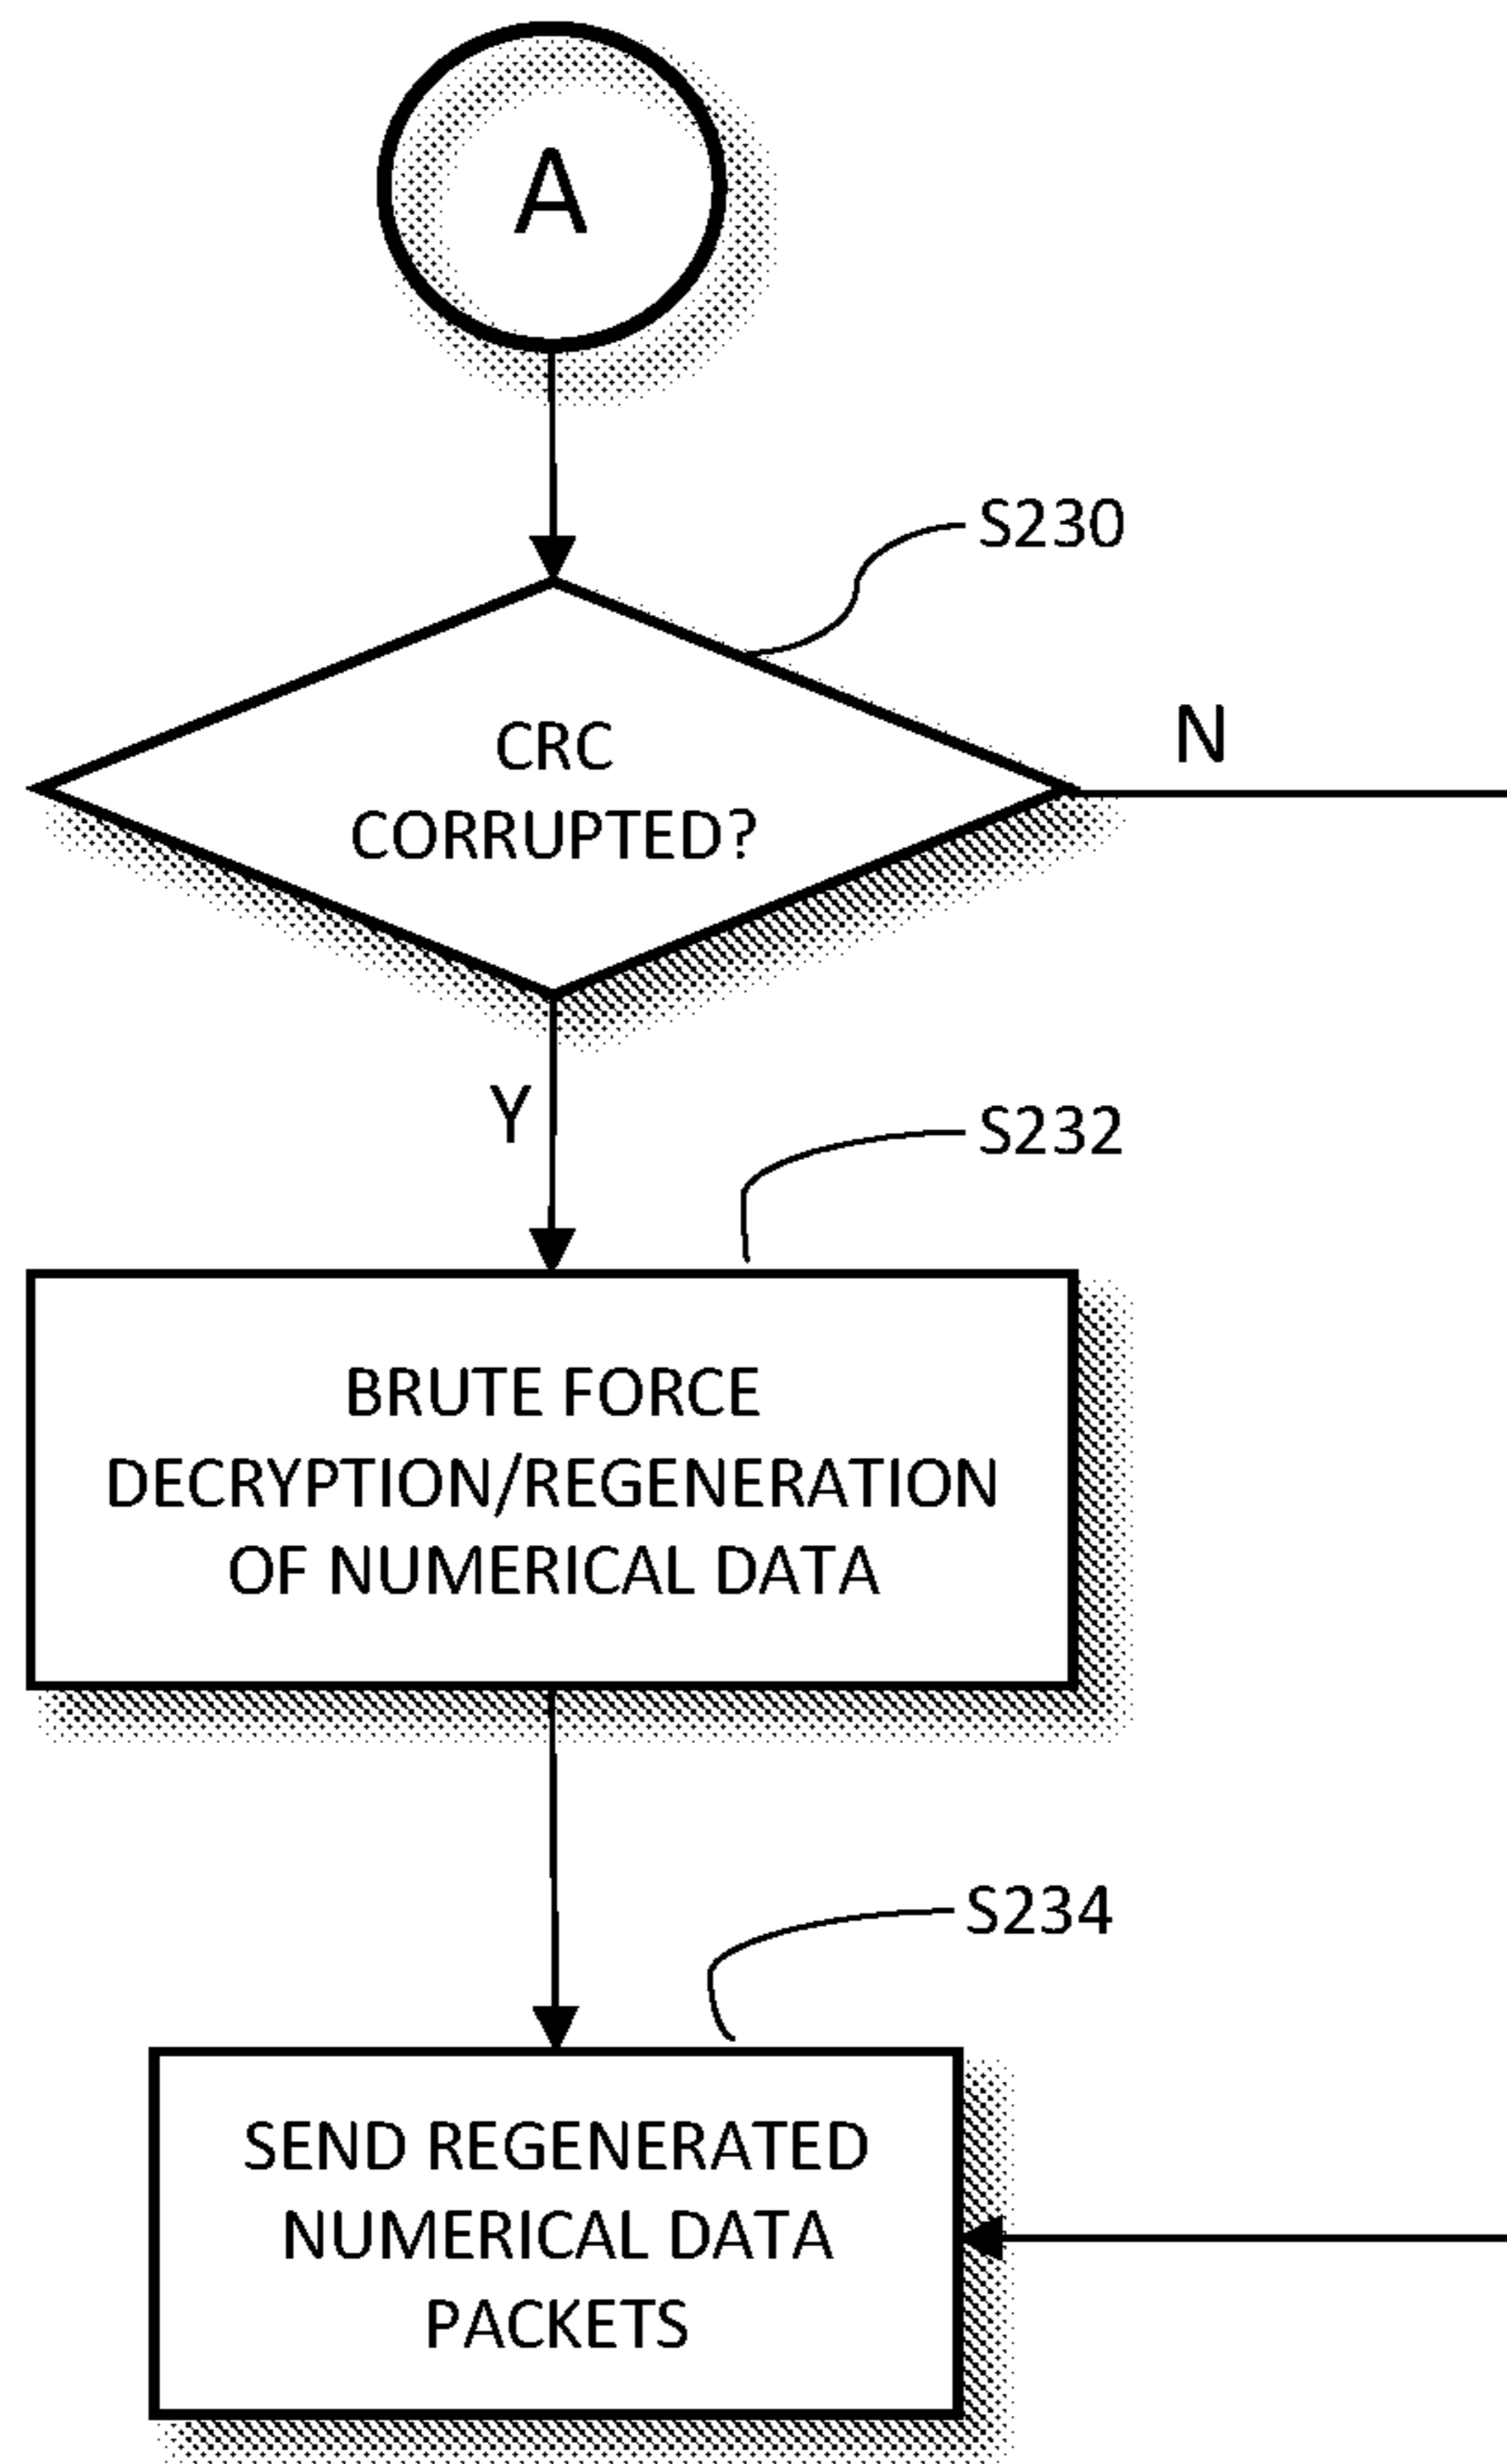 A
S230
CRC
CORRUPTED?
N
Y
S232
BRUTE FORCE
DECRYPTION/REGENERATION
OF NUMERICAL DATA
S234
SEND REGENERATED
NUMERICAL DATA
PACKETS